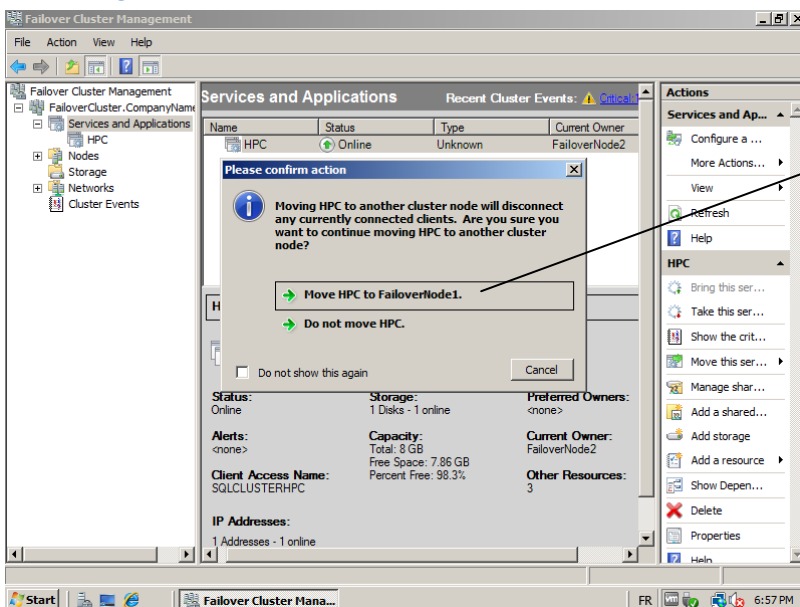 Failover Cluster Management
File Action View Help
Failover Cluster Management
FailoverCluster.CompanyName
Services and Applications
HPC
Nodes
Storage
Networks
Cluster Events
Services and Applications Recent Cluster Events: Critical:
Name Status Type Current Owner
HPC Online Unknown FailoverNode2
Please confirm action
Moving HPC to another cluster node will disconnect
any currently connected clients. Are you sure you
want to continue moving HPC to another cluster
node?
Move HPC to FailoverNode1.
Do not move HPC.
Do not show this again
Cancel
H
Status: Storage: Preferred Owners:
Online 1 Disks - 1 online <none>
Alerts: Capacity: Current Owner:
<none> Total: 8 GB FailoverNode2
Free Space: 7.86 GB
Client Access Name: Percent Free: 98.3% Other Resources:
SQLCLUSTERHPC 3
IP Addresses:
1 Addresses - 1 online
Actions
Services and Ap...
Configure a ...
More Actions...
View
Refresh
Help
HPC
Bring this ser...
Take this ser...
Show the crit...
Move this ser...
Manage shar...
Add a shared...
Add storage
Add a resource
Show Depen...
Delete
Properties
Help
Start Failover Cluster Mana... FR 6:57 PM